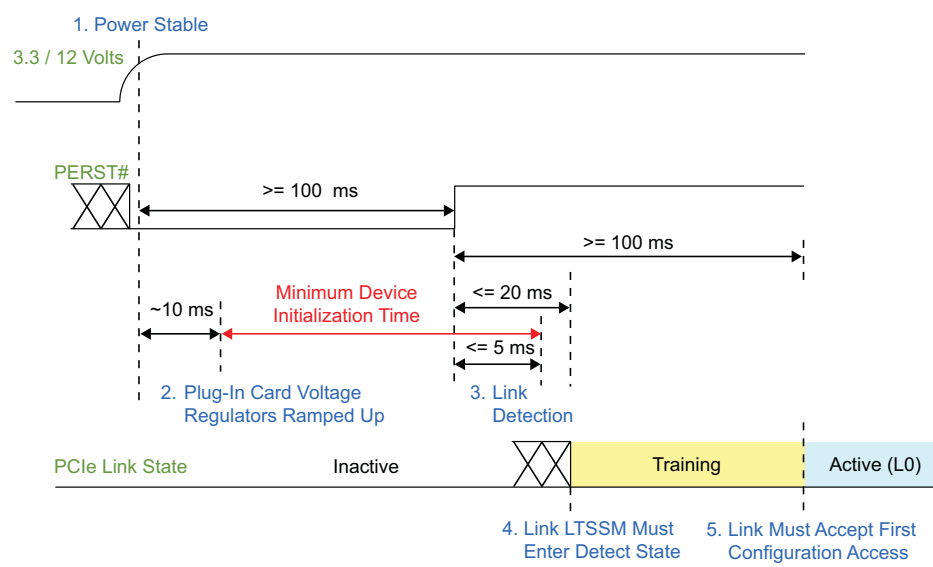 1. Power Stable
3.3 / 12 Volts
PERST#
>= 100 ms
>= 100 ms
~10 ms
Minimum Device
Initialization Time
<= 20 ms
<= 5 ms
2. Plug-In Card Voltage
Regulators Ramped Up
3. Link
Detection
PCIe Link State
Inactive
Training
Active (L0)
4. Link LTSSM Must
Enter Detect State
5. Link Must Accept First
Configuration Access